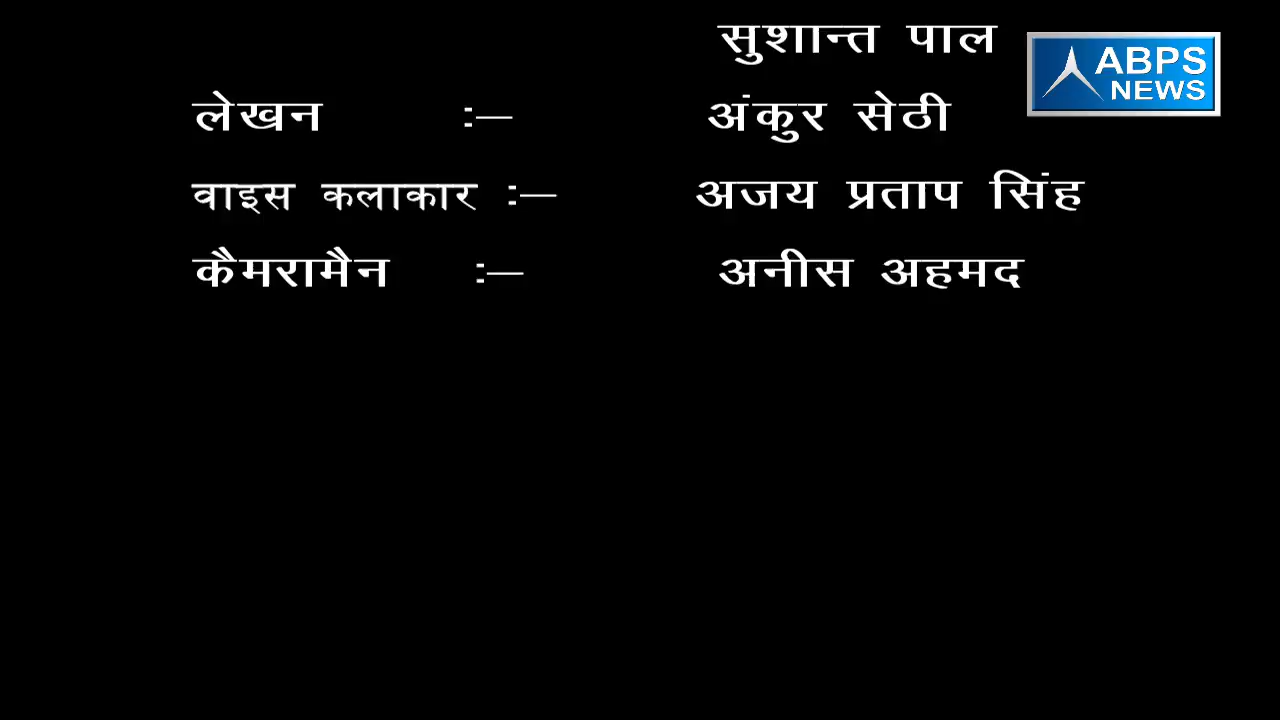 सुशान्त पाल
ABPS
NEWS
लेखन :— अंकुर सेठी
वाइस कलाकार :— अजय प्रताप सिंह
कैमरामैन :— अनीस अहमद